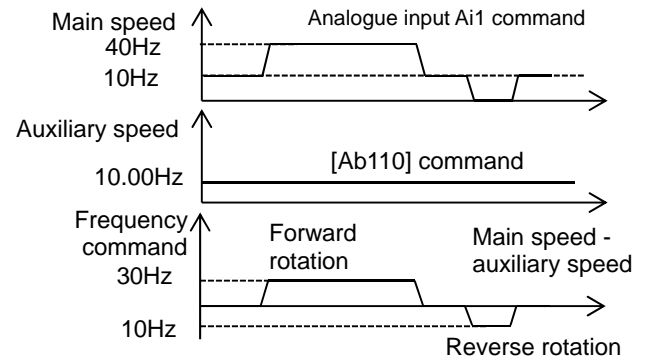 Main speed
Analogue input Ai1 command
40Hz
10Hz
Auxiliary speed
[Ab110] command
10.00Hz
Frequency
command
Forward
rotation
Main speed -
auxiliary speed
30Hz
10Hz
Reverse rotation